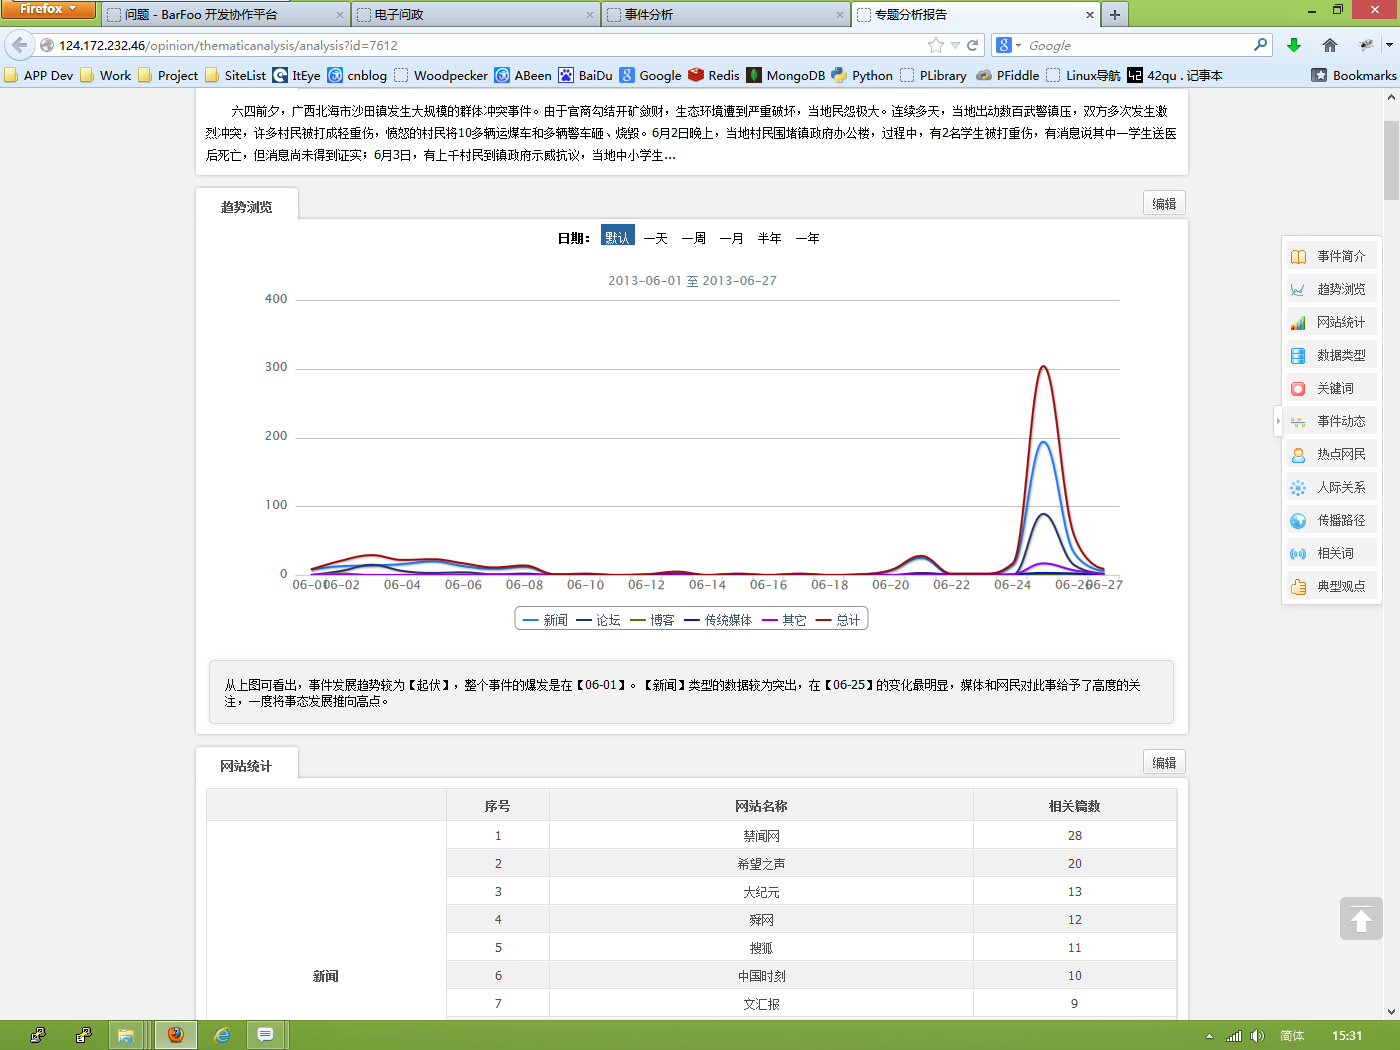 Firefox
问题 - BarFoo 开发协作平台
电子问政
事件分析
专题分析报告
124.172.232.46/opinion/thematicanalysis/analysis?id=7612
Google
APP Dev Work Project SiteList ItEye cnblog Woodpecker ABeen BaiDu Google Redis MongoDB Python PLibrary PFiddle Linux导航 42qu . 记事本 Bookmarks
六四前夕，广西北海市沙田镇发生大规模的群体冲突事件。由于官商勾结开矿敛财，生态环境遭到严重破坏，当地民怨极大。连续多天，当地出动数百武警镇压，双方多次发生激
烈冲突，许多村民被打成轻重伤，愤怒的村民将10多辆运煤车和多辆警车砸、烧毁。6月2日晚上，当地村民围堵镇政府办公楼，过程中，有2名学生被打重伤，有消息说其中一学生送医
后死亡，但消息尚未得到证实；6月3日，有上千村民到镇政府示威抗议，当地中小学生...
趋势浏览
编辑
日期： 默认 一天 一周 一月 半年 一年
2013-06-01 至 2013-06-27
400
300
200
100
0
06-01 06-02 06-04 06-06 06-08 06-10 06-12 06-14 06-16 06-18 06-20 06-22 06-24 06-26 06-27
新闻 论坛 博客 传统媒体 其它 总计
从上图可看出，事件发展趋势较为【起伏】，整个事件的爆发是在【06-01】。【新闻】类型的数据较为突出，在【06-25】的变化最明显，媒体和网民对此事给予了高度的关
注，一度将事态发展推向高点。
网站统计
编辑
序号 网站名称 相关篇数
1 禁闻网 28
2 希望之声 20
3 大纪元 13
4 舜网 12
5 搜狐 11
新闻
6 中国时刻 10
7 文汇报 9
事件简介
趋势浏览
网站统计
数据类型
关键词
事件动态
热点网民
人际关系
传播路径
相关词
典型观点
简体 15:31